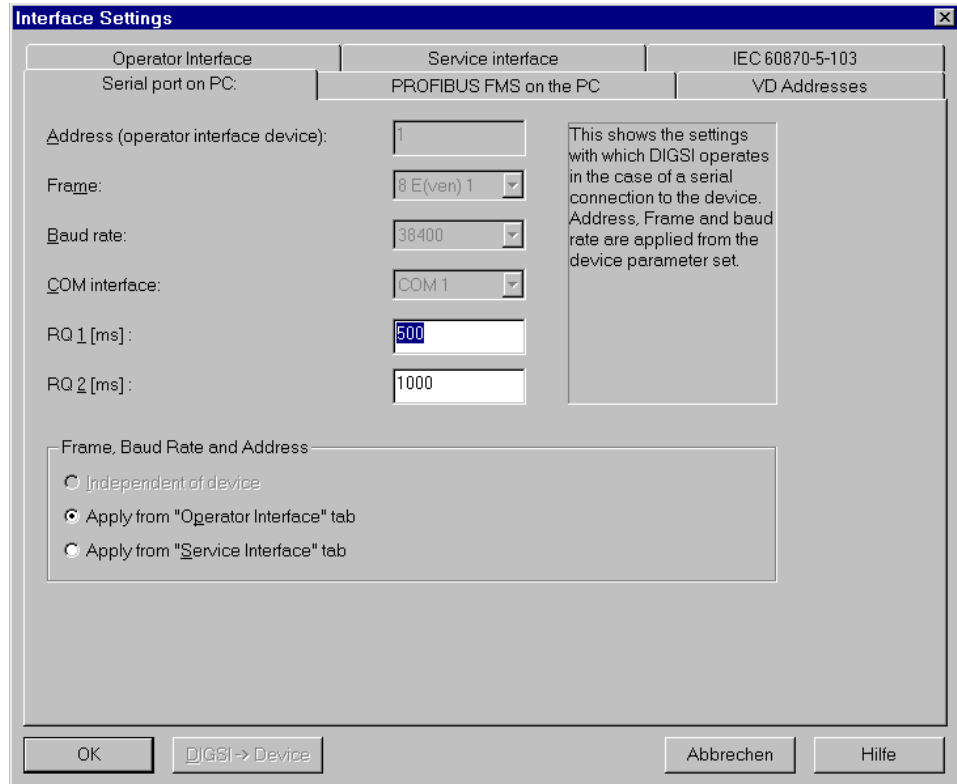 Interface Settings
Operator Interface
Service interface
IEC 60870-5-103
Serial port on PC:
PROFIBUS FMS on the PC
VD Addresses
Address (operator interface device):
1
Frame:
8 E(ven) 1
Baud rate:
38400
COM interface:
COM 1
RQ 1 [ms] :
500
RQ 2 [ms] :
1000
This shows the settings
with which DIGSI operates
in the case of a serial
connection to the device.
Address, Frame and baud
rate are applied from the
device parameter set.
Frame, Baud Rate and Address
Independent of device
Apply from "Operator Interface" tab
Apply from "Service Interface" tab
OK
DIGSI -> Device
Abbrechen
Hilfe